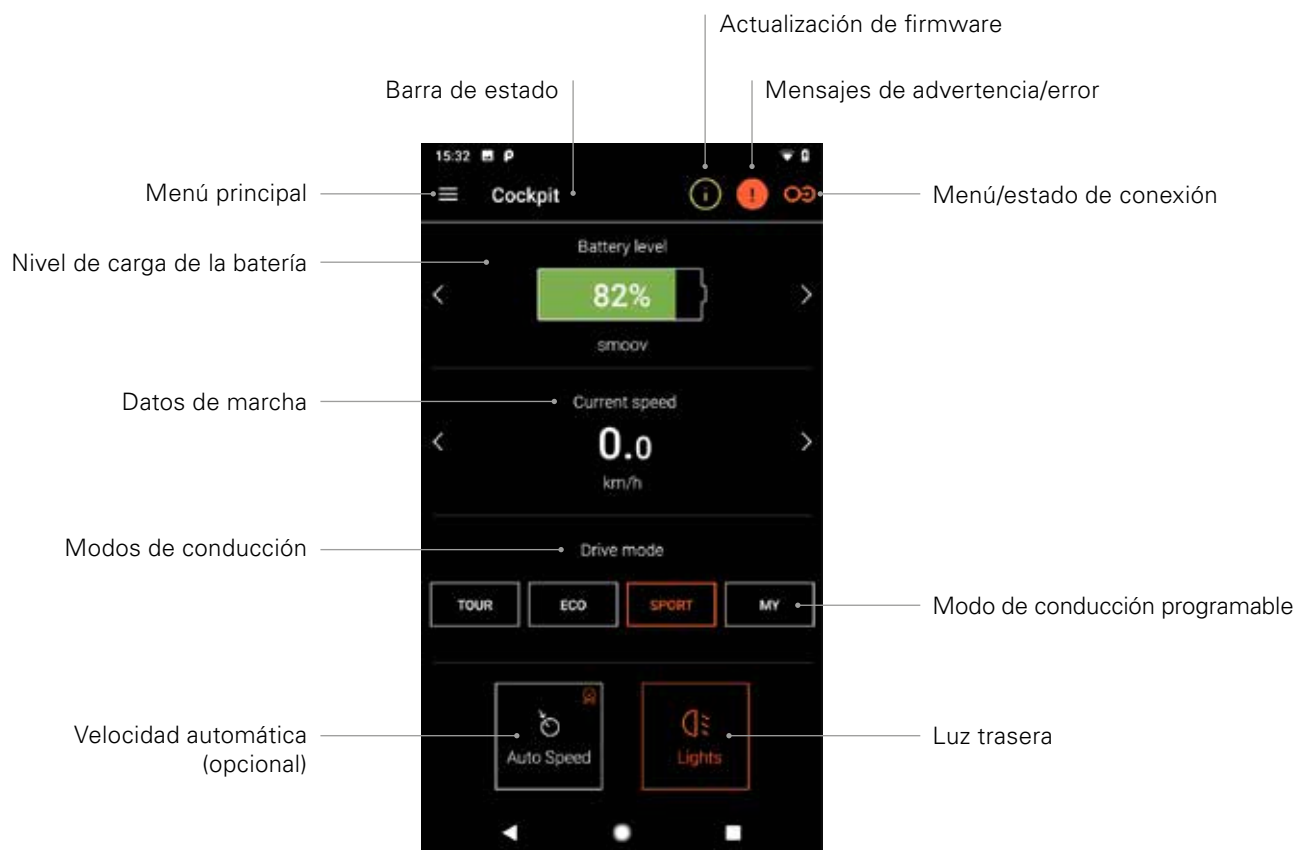 Actualización de firmware
Barra de estado
Mensajes de advertencia/error
15:32
Menú principal
Cockpit
i
!
Menú/estado de conexión
Nivel de carga de la batería
Battery level
82%
smoov
Datos de marcha
Current speed
0.0
km/h
Modos de conducción
Drive mode
TOUR
ECO
SPORT
MY
Modo de conducción programable
Velocidad automática
(opcional)
Auto Speed
Lights
Luz trasera